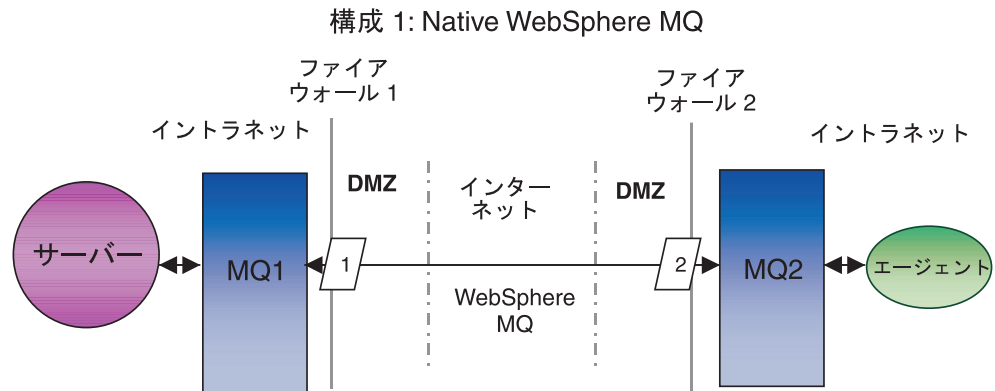 構成 1: Native WebSphere MQ
ファイア
ウォール 1
ファイア
ウォール 2
イントラネット
イントラネット
DMZ
インター
ネット
DMZ
サーバー
MQ1
1
2
MQ2
エージェント
WebSphere
MQ